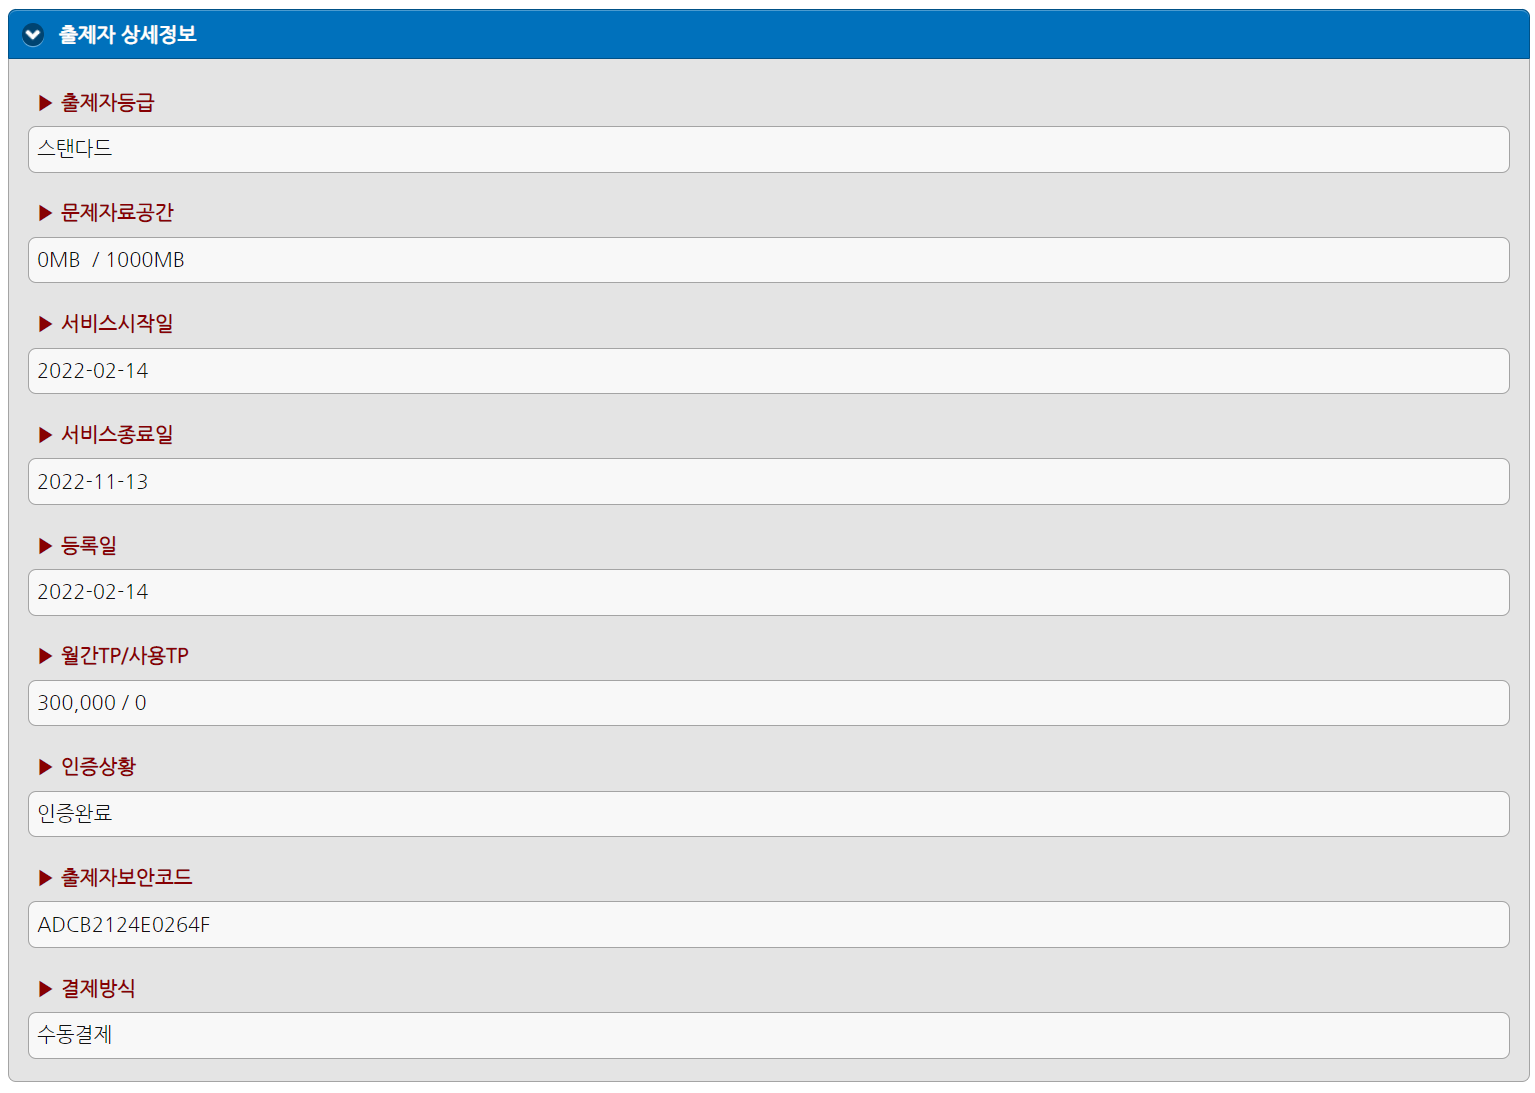 출제자 상세정보
▶ 출제자등급
스탠다드
▶ 문제자료공간
0MB / 1000MB
▶ 서비스시작일
2022-02-14
▶ 서비스종료일
2022-11-13
▶ 등록일
2022-02-14
▶ 월간TP/사용TP
300,000 / 0
▶ 인증상황
인증완료
▶ 출제자보안코드
ADCB2124E0264F
▶ 결제방식
수동결제